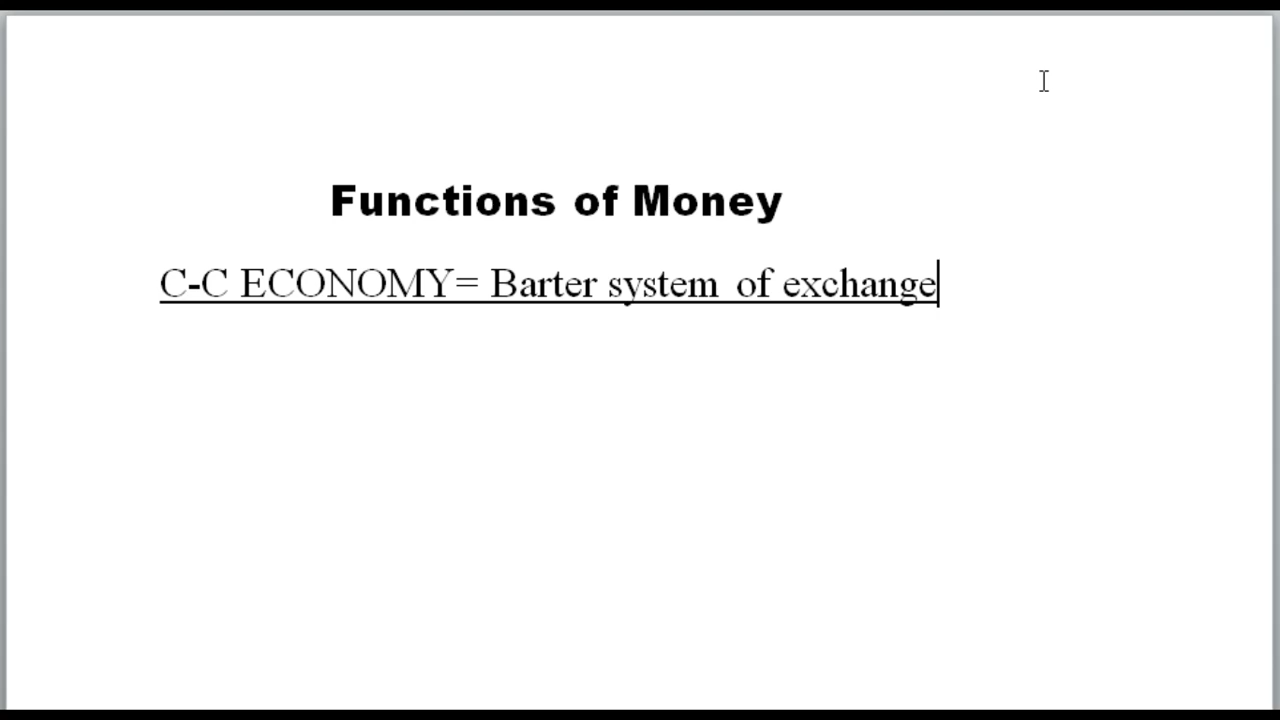 Functions of Money
C-C ECONOMY= Barter system of exchange